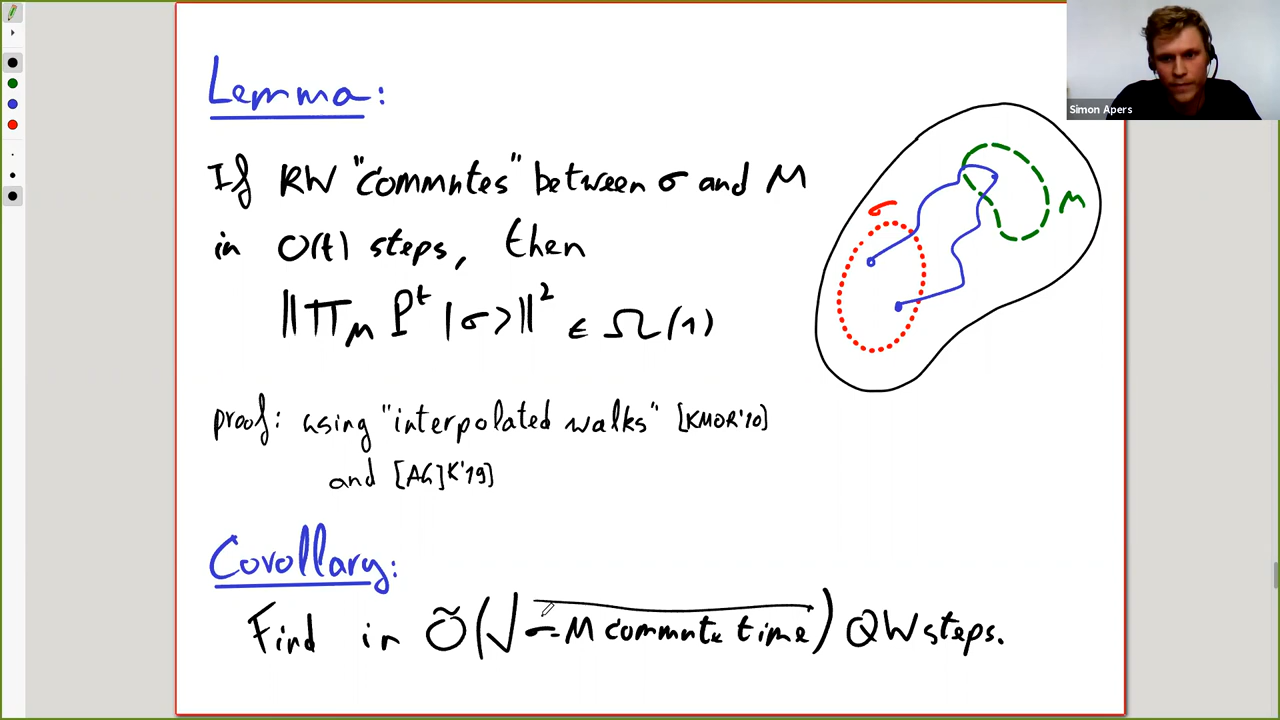 Lemma:
If RW "commutes" between σ and M
in O(t) steps, then
‖Π_M P^t |σ>‖² ∈ Ω(1)
proof: using "interpolated walks" [KMOR'10]
and [AGJK'19]
Corollary:
Find in Õ(√σ-M commute time) QW steps.
σ
M
Simon Apers